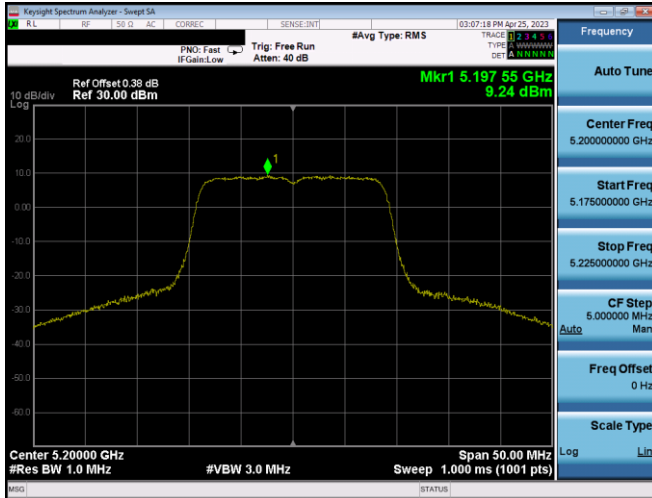 Keysight Spectrum Analyzer - Swept SA
RL RF 50 Ω AC CORREC SENSE:INT 03:07:18 PM Apr 25, 2023
#Avg Type: RMS
TRACE 1 2 3 4 5 6
TYPE A WWWWW
DET A N N N N N
PNO: Fast
IFGain:Low
Trig: Free Run
Atten: 40 dB
Mkr1 5.197 55 GHz
9.24 dBm
Ref Offset 0.38 dB
10 dB/div Ref 30.00 dBm
Log
20.0
10.0
0.00
-10.0
-20.0
-30.0
-40.0
-50.0
-60.0
1
Center 5.20000 GHz Span 50.00 MHz
#Res BW 1.0 MHz #VBW 3.0 MHz Sweep 1.000 ms (1001 pts)
MSG STATUS
Frequency
Auto Tune
Center Freq
5.200000000 GHz
Start Freq
5.175000000 GHz
Stop Freq
5.225000000 GHz
CF Step
5.000000 MHz
Auto Man
Freq Offset
0 Hz
Scale Type
Log Lin